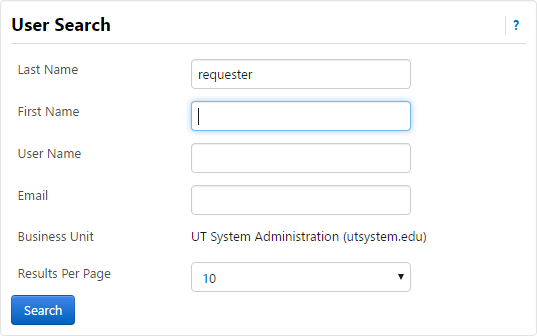 User Search ?
Last Name requester
First Name
User Name
Email
Business Unit UT System Administration (utsystem.edu)
Results Per Page 10
Search